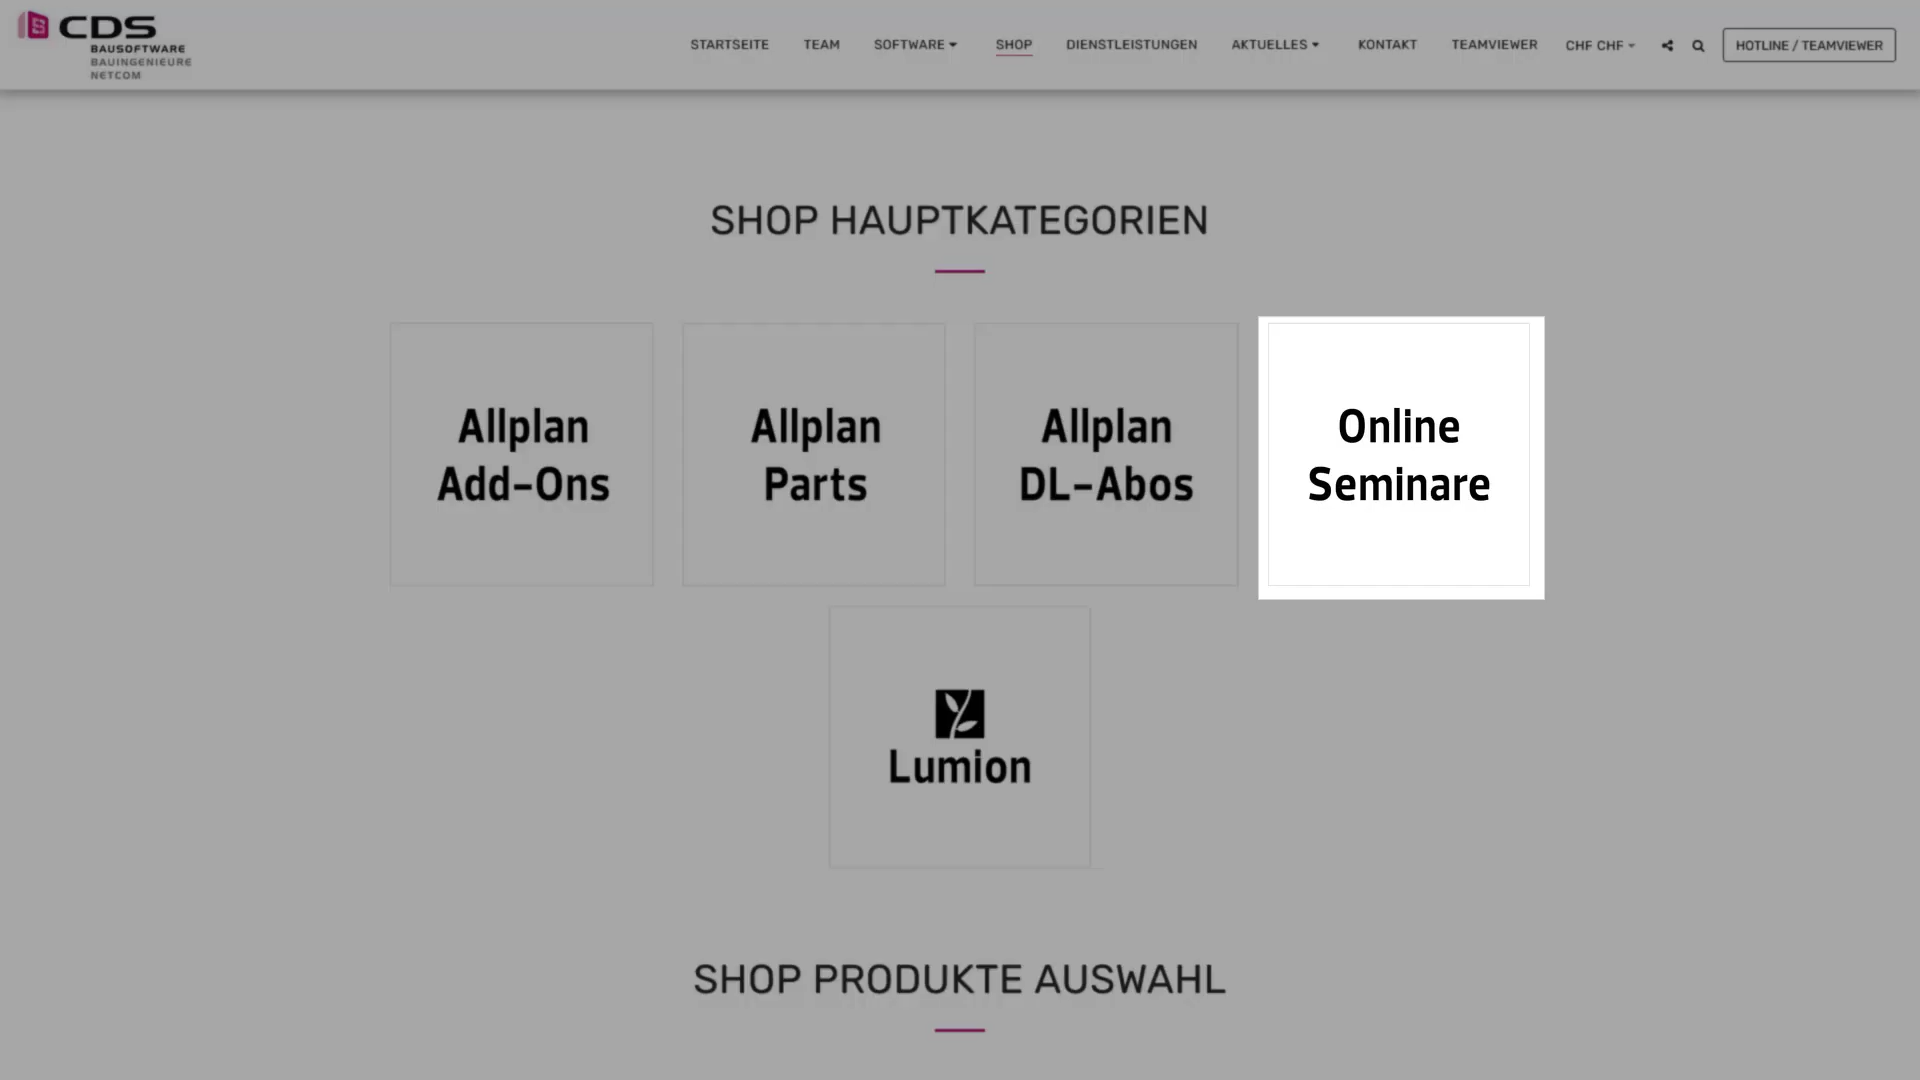 CDS
BAUSOFTWARE
BAUINGENIEURE
NETCOM
STARTSEITE TEAM SOFTWARE SHOP DIENSTLEISTUNGEN AKTUELLES KONTAKT TEAMVIEWER CHF CHF HOTLINE / TEAMVIEWER
SHOP HAUPTKATEGORIEN
Allplan
Add-Ons
Allplan
Parts
Allplan
DL-Abos
Online
Seminare
Lumion
SHOP PRODUKTE AUSWAHL